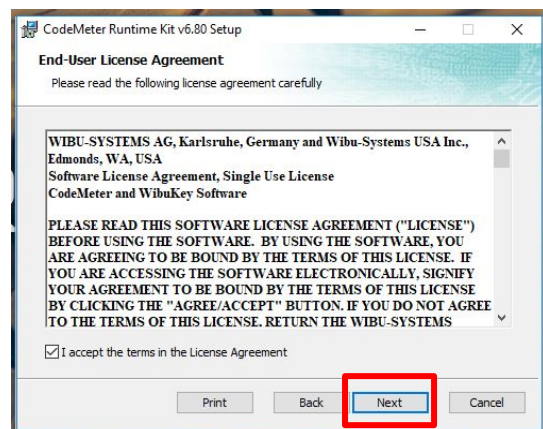 CodeMeter Runtime Kit v6.80 Setup
End-User License Agreement
Please read the following license agreement carefully
WIBU-SYSTEMS AG, Karlsruhe, Germany and Wibu-Systems USA Inc.,
Edmonds, WA, USA
Software License Agreement, Single Use License
CodeMeter and WibuKey Software
PLEASE READ THIS SOFTWARE LICENSE AGREEMENT ("LICENSE")
BEFORE USING THE SOFTWARE. BY USING THE SOFTWARE, YOU
ARE AGREEING TO BE BOUND BY THE TERMS OF THIS LICENSE. IF
YOU ARE ACCESSING THE SOFTWARE ELECTRONICALLY, SIGNIFY
YOUR AGREEMENT TO BE BOUND BY THE TERMS OF THIS LICENSE
BY CLICKING THE "AGREE/ACCEPT" BUTTON. IF YOU DO NOT AGREE
TO THE TERMS OF THIS LICENSE, RETURN THE WIBU-SYSTEMS
I accept the terms in the License Agreement
Print Back Next Cancel